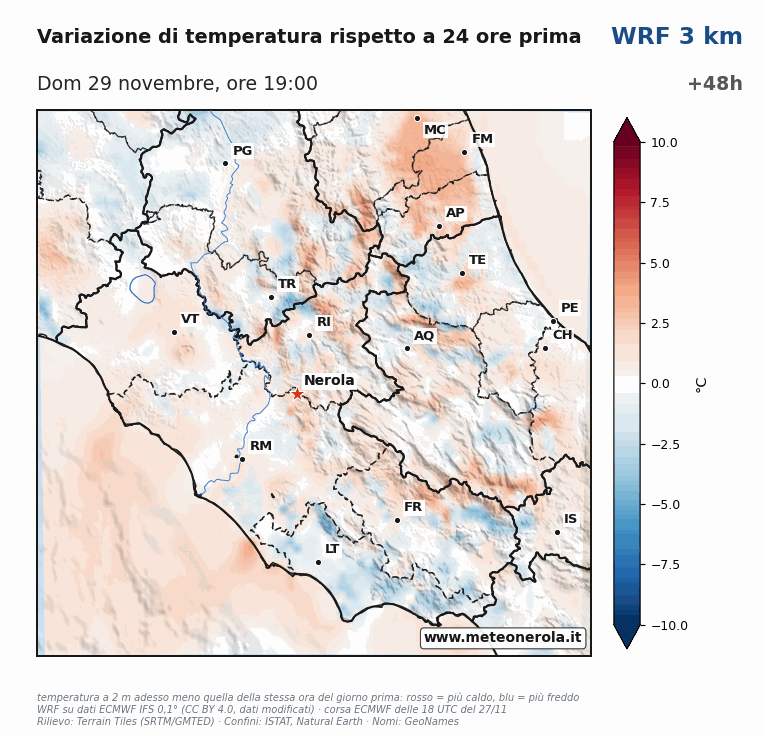 Variazione di temperatura rispetto a 24 ore prima WRF 3 km
Dom 29 novembre, ore 19:00 +48h
MC
FM
PG
AP
TE
TR
PE
VT
RI
AQ
CH
Nerola
RM
FR
IS
LT
www.meteonerola.it
10.0
7.5
5.0
2.5
0.0
−2.5
−5.0
−7.5
−10.0
°C
temperatura a 2 m adesso meno quella della stessa ora del giorno prima: rosso = più caldo, blu = più freddo
WRF su dati ECMWF IFS 0,1° (CC BY 4.0, dati modificati) · corsa ECMWF delle 18 UTC del 27/11
Rilievo: Terrain Tiles (SRTM/GMTED) · Confini: ISTAT, Natural Earth · Nomi: GeoNames